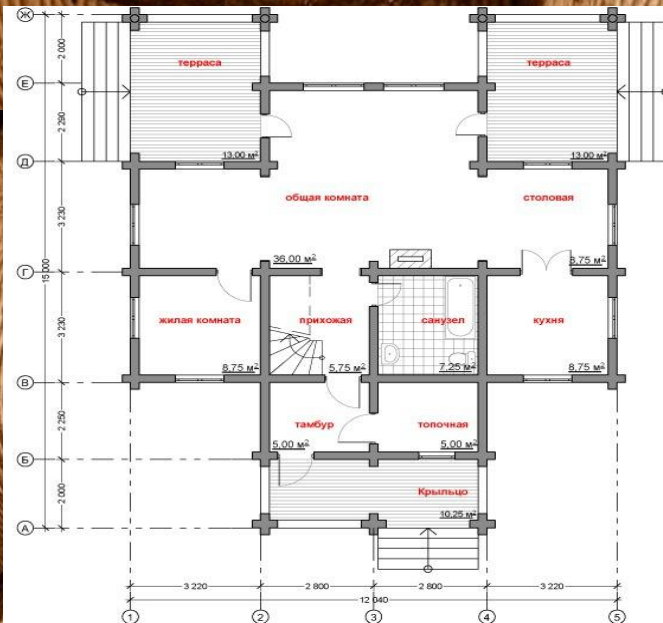 Ж
терраса
терраса
2 000
Е
2 290
13.00 м²
13.00 м²
Д
общая комната
столовая
3 230
36,00 м²
8,75 м²
Г
15 000
жилая комната
прихожая
санузел
кухня
3 230
8,75 м²
5,75 м²
7,25 м²
8,75 м²
В
тамбур
топочная
2 250
5,00 м²
5,00 м²
Б
Крыльцо
2 000
10,25 м²
А
3 220
2 800
2 800
3 220
12 040
1
2
3
4
5